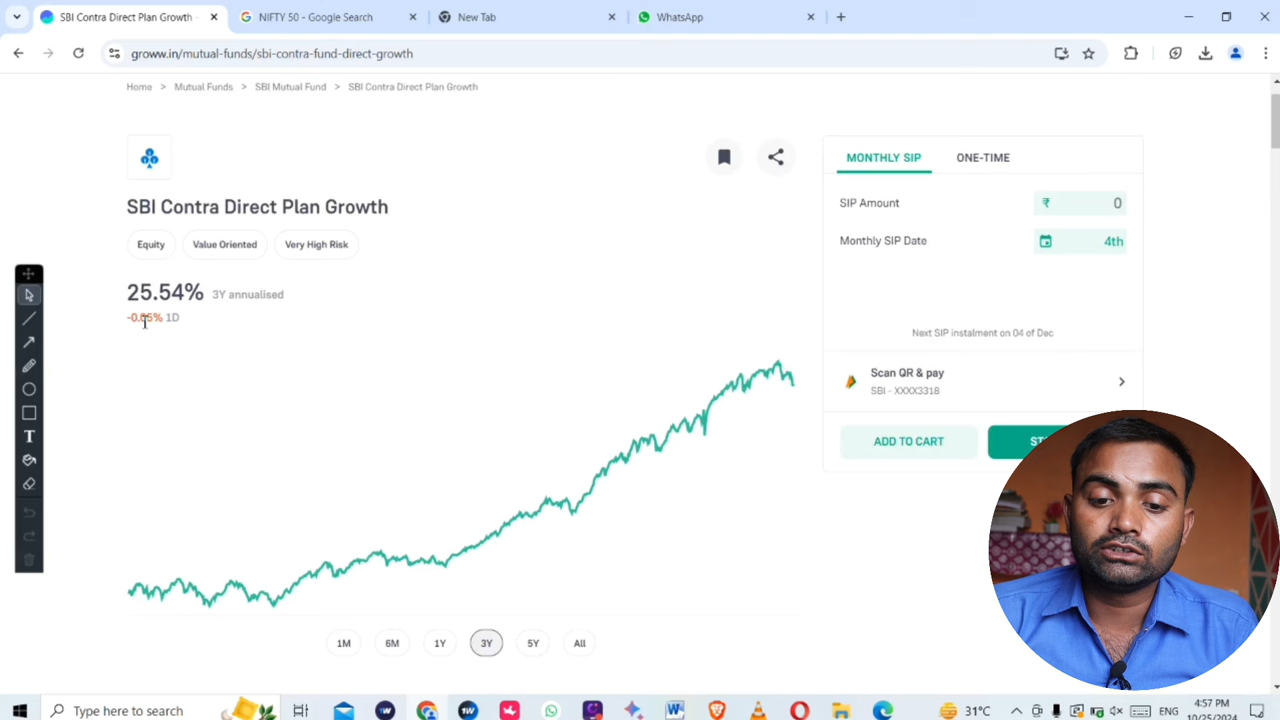 SBI Contra Direct Plan Growth
NIFTY 50 - Google Search
New Tab
WhatsApp
groww.in/mutual-funds/sbi-contra-fund-direct-growth
Home > Mutual Funds > SBI Mutual Fund > SBI Contra Direct Plan Growth
SBI Contra Direct Plan Growth
Equity
Value Oriented
Very High Risk
25.54% 3Y annualised
1D
1M
6M
1Y
3Y
5Y
All
MONTHLY SIP
ONE-TIME
SIP Amount ₹ 0
Monthly SIP Date 4th
Next SIP instalment on 04 of Dec
Scan QR & pay
SBI - XXXX3318
ADD TO CART
T
Type here to search
31°C
ENG
4:57 PM